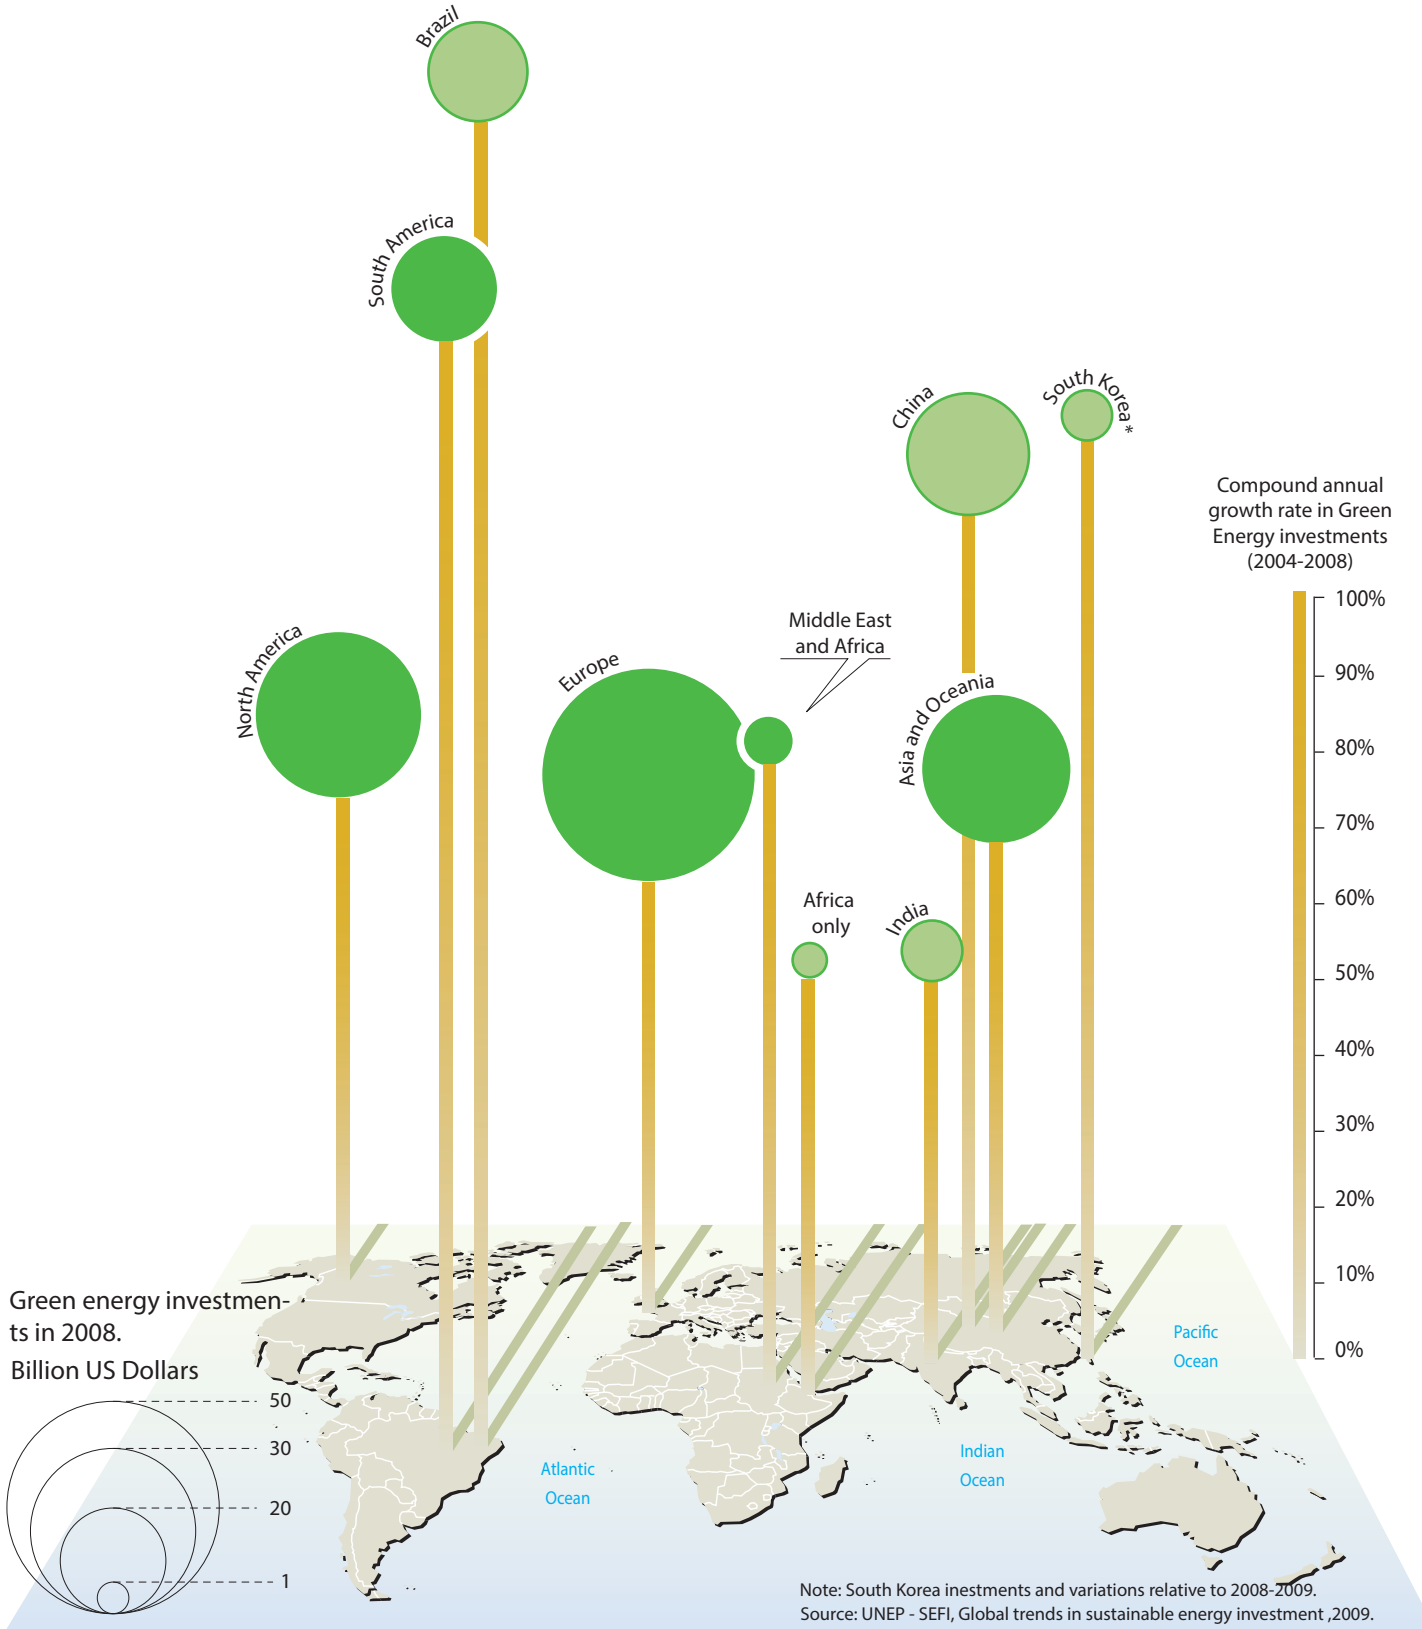 Brazil
South America
China
South Korea*
Compound annual
growth rate in Green
Energy investments
(2004-2008)
100%
90%
80%
70%
60%
50%
40%
30%
20%
10%
0%
North America
Europe
Middle East
and Africa
Asia and Oceania
Africa
only
India
Green energy investmen-
ts in 2008.
Billion US Dollars
50
30
20
1
Pacific
Ocean
Atlantic
Ocean
Indian
Ocean
Note: South Korea inestments and variations relative to 2008-2009.
Source: UNEP - SEFI, Global trends in sustainable energy investment ,2009.